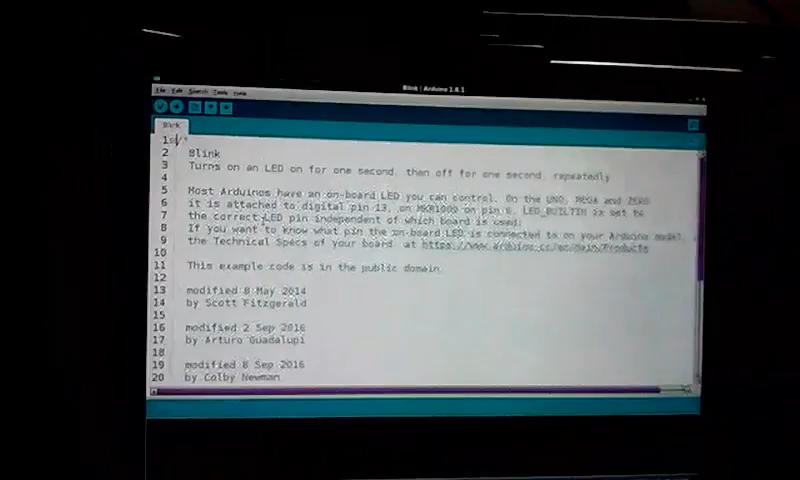 Blink | Arduino 1.8.1
File Edit Search Tools Help
Blink
1
2 Blink
3 Turns on an LED on for one second, then off for one second, repeatedly
4
5 Most Arduinos have an on-board LED you can control. On the UNO, MEGA and ZERO
6 it is attached to digital pin 13, on MKR1000 on pin 6. LED_BUILTIN is set to
7 the correct LED pin independent of which board is used.
8 If you want to know what pin the on-board LED is connected to on your Arduino model,
9 the Technical Specs of your board at https://www.arduino.cc/en/Main/Products
10
11 This example code is in the public domain
12
13 modified 8 May 2014
14 by Scott Fitzgerald
15
16 modified 2 Sep 2016
17 by Arturo Guadalupi
18
19 modified 8 Sep 2016
20 by Colby Newman